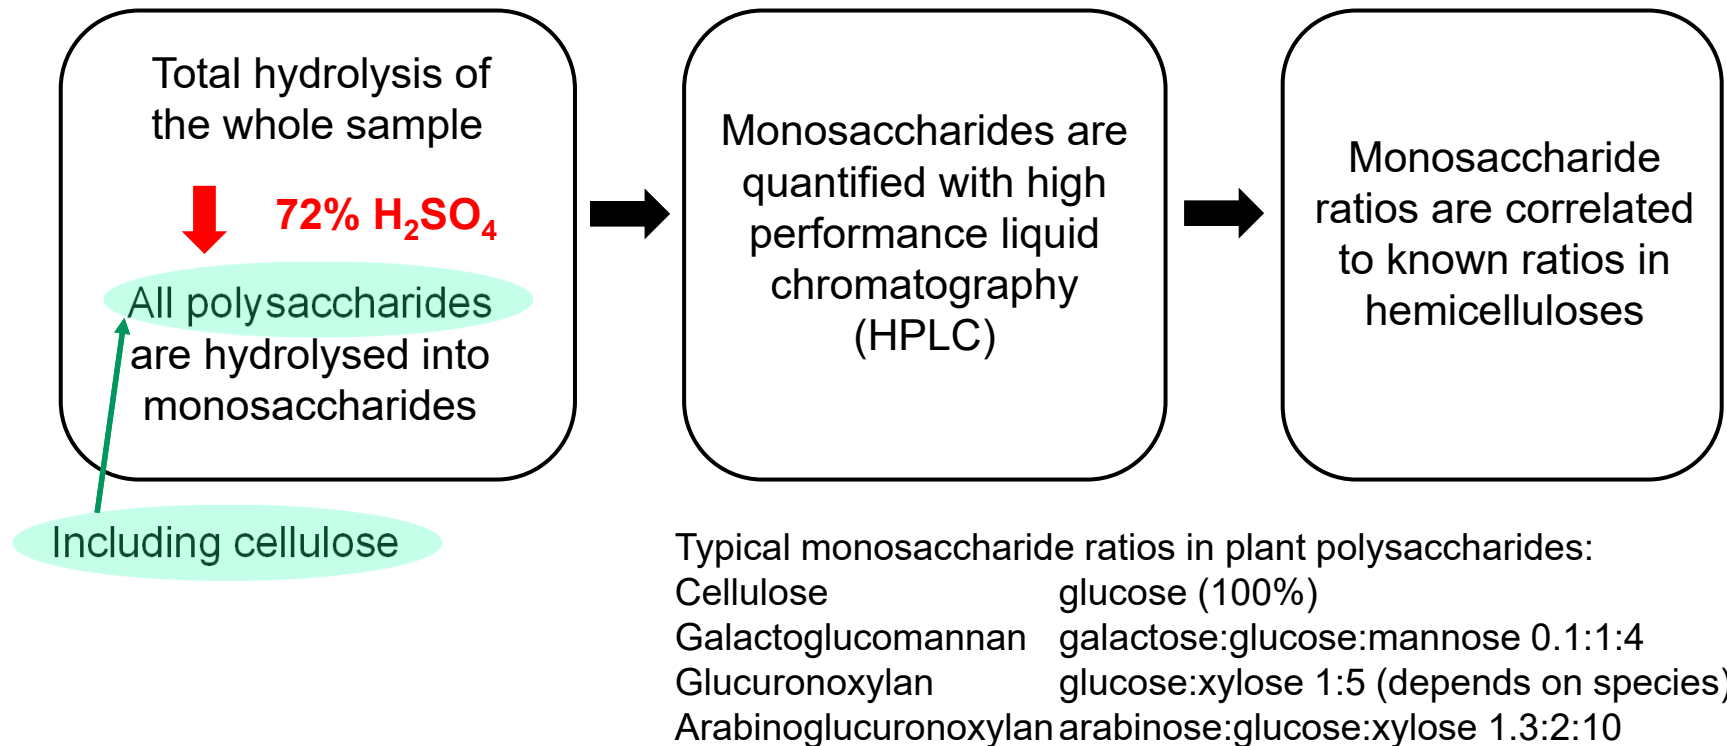 Total hydrolysis of
the whole sample
72% H₂SO₄
All polysaccharides
are hydrolysed into
monosaccharides
Including cellulose
Monosaccharides are
quantified with high
performance liquid
chromatography
(HPLC)
Monosaccharide
ratios are correlated
to known ratios in
hemicelluloses
Typical monosaccharide ratios in plant polysaccharides:
Cellulose glucose (100%)
Galactoglucomannan galactose:glucose:mannose 0.1:1:4
Glucuronoxylan glucose:xylose 1:5 (depends on species)
Arabinoglucuronoxylan arabinose:glucose:xylose 1.3:2:10